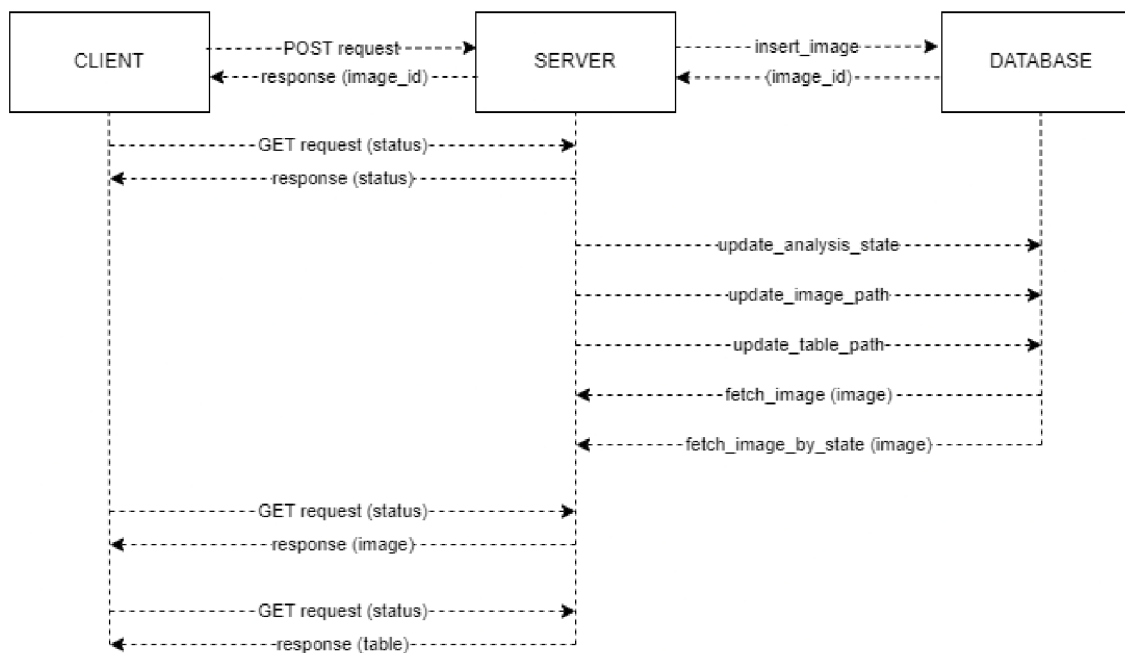 CLIENT
POST request
response (image_id)
SERVER
insert_image
(image_id)
DATABASE
GET request (status)
response (status)
update_analysis_state
update_image_path
update_table_path
fetch_image (image)
fetch_image_by_state (image)
GET request (status)
response (image)
GET request (status)
response (table)